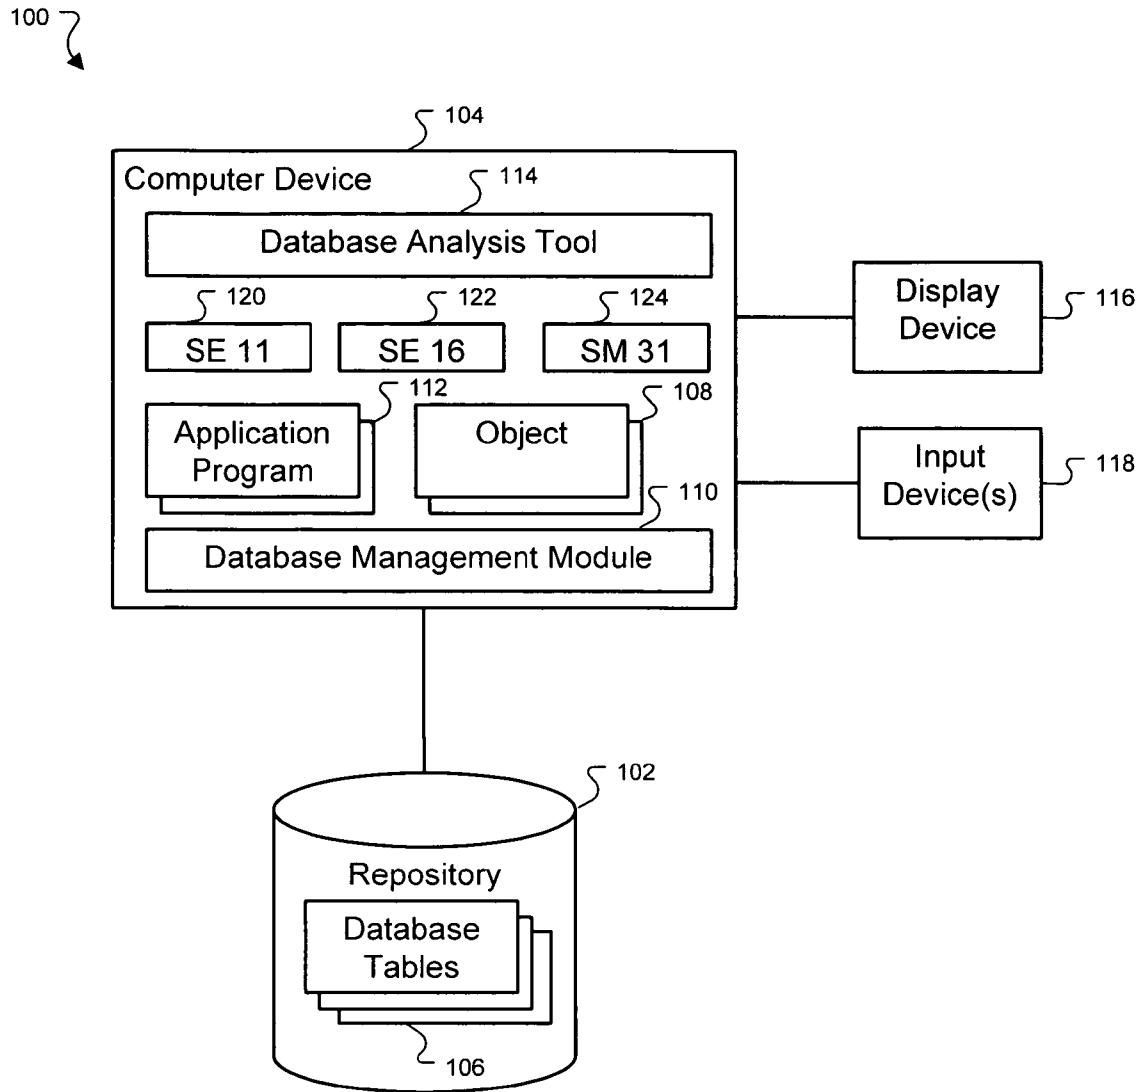 100
104
Computer Device
114
Database Analysis Tool
120
122
124
SE 11
SE 16
SM 31
Display
Device
116
112
108
Application
Program
Object
Input
Device(s)
118
110
Database Management Module
102
Repository
Database
Tables
106